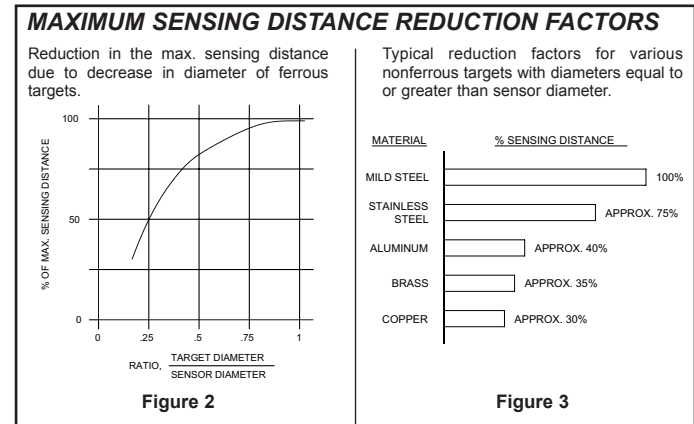 MAXIMUM SENSING DISTANCE REDUCTION FACTORS
Reduction in the max. sensing distance
due to decrease in diameter of ferrous
targets.
% OF MAX. SENSING DISTANCE
100
50
0
0 .25 .5 .75 1
RATIO, TARGET DIAMETER
SENSOR DIAMETER
Figure 2
Typical reduction factors for various
nonferrous targets with diameters equal to
or greater than sensor diameter.
MATERIAL % SENSING DISTANCE
MILD STEEL 100%
STAINLESS
STEEL APPROX. 75%
ALUMINUM APPROX. 40%
BRASS APPROX. 35%
COPPER APPROX. 30%
Figure 3